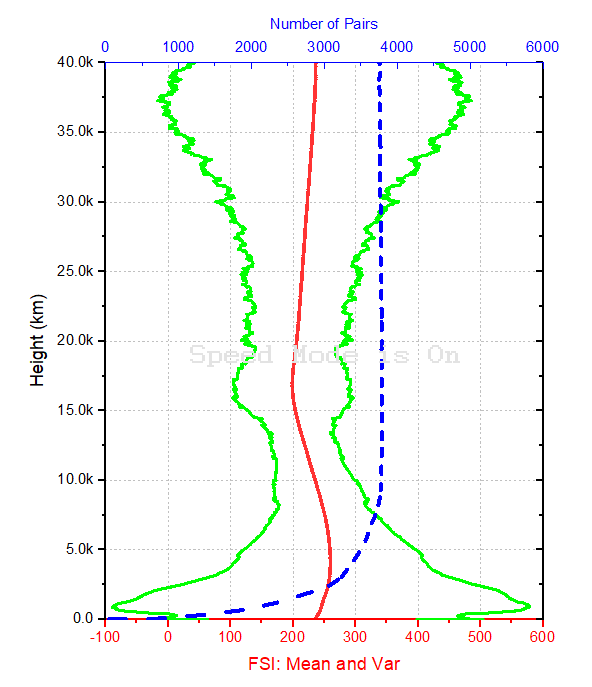 Number of Pairs
0 1000 2000 3000 4000 5000 6000
40.0k
35.0k
30.0k
25.0k
20.0k
Speed Mode is On
15.0k
10.0k
5.0k
0.0
Height (km)
-100 0 100 200 300 400 500 600
FSI: Mean and Var